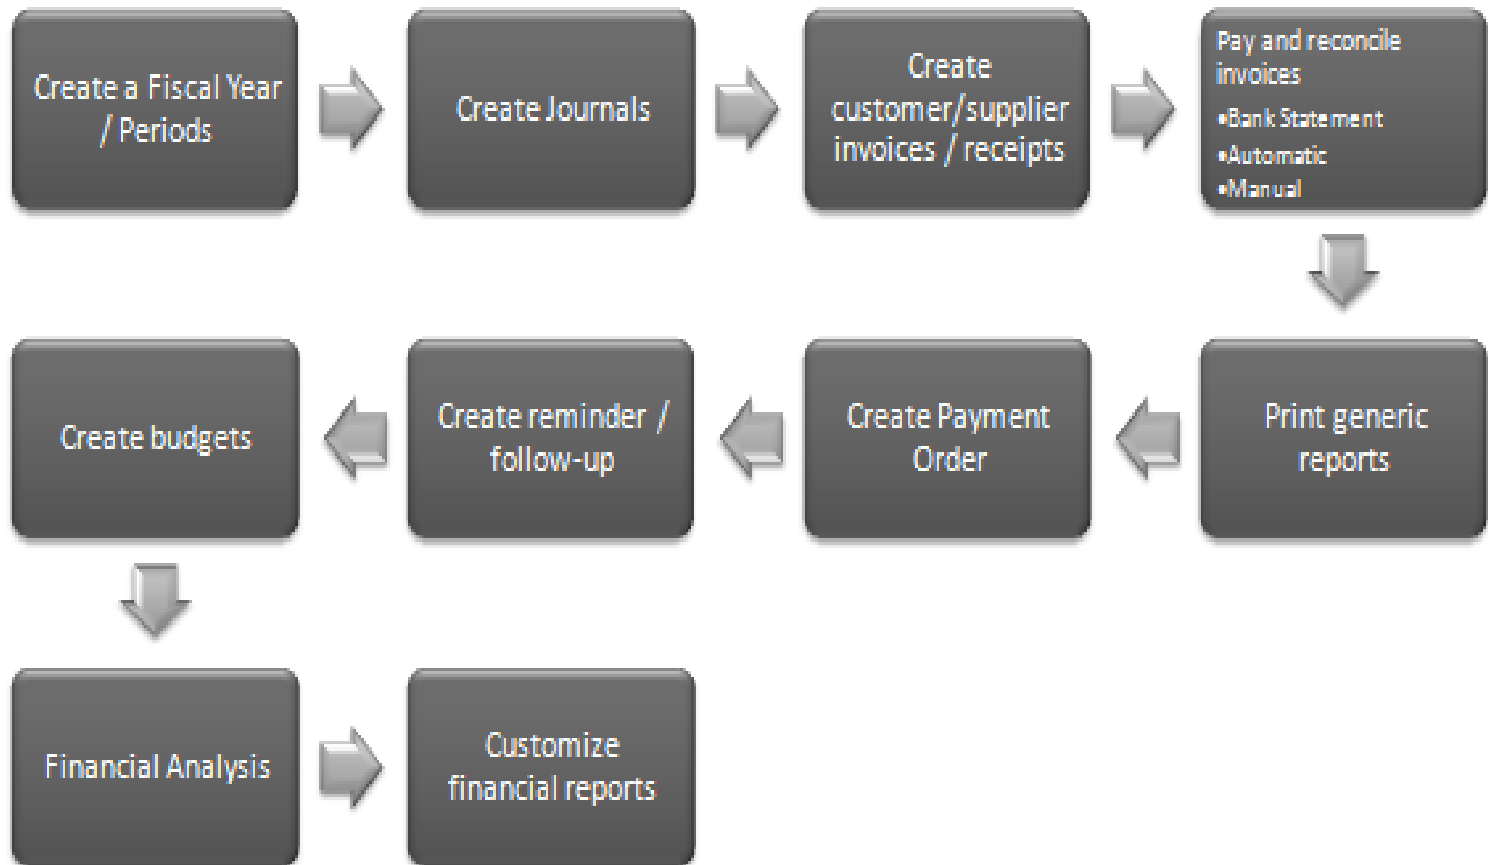 Create a Fiscal Year
/ Periods
Create Journals
Create
customer/supplier
invoices / receipts
Pay and reconcile
invoices
•Bank Statement
•Automatic
•Manual
Print generic
reports
Create Payment
Order
Create reminder /
follow-up
Create budgets
Financial Analysis
Customize
financial reports